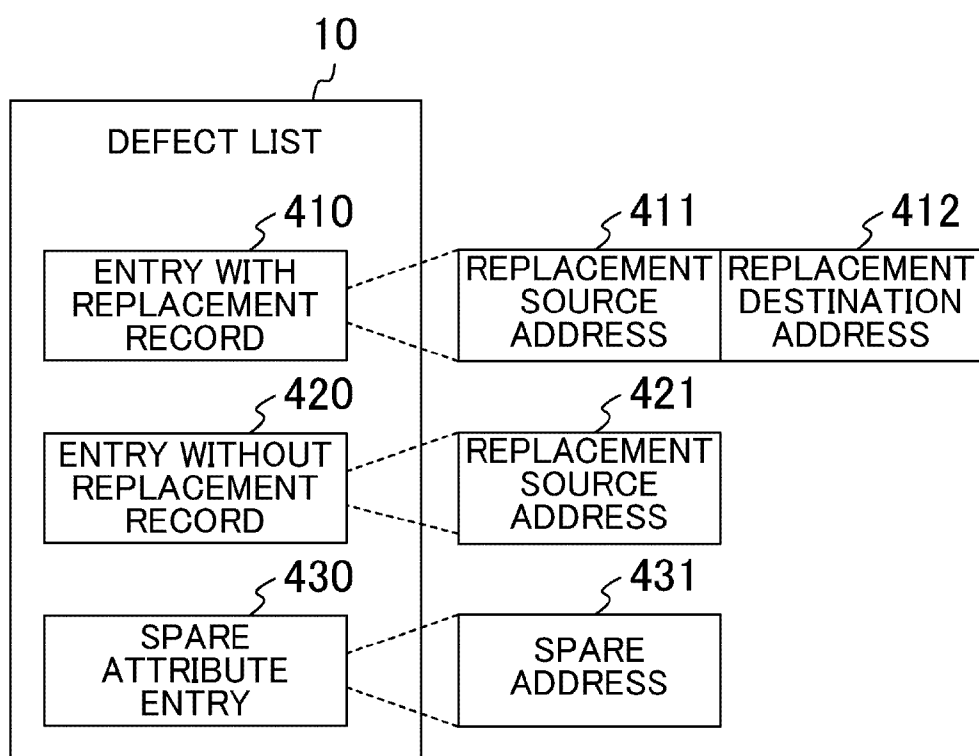 10
DEFECT LIST
410
411
412
ENTRY WITH
REPLACEMENT
RECORD
REPLACEMENT
SOURCE
ADDRESS
REPLACEMENT
DESTINATION
ADDRESS
420
421
ENTRY WITHOUT
REPLACEMENT
RECORD
REPLACEMENT
SOURCE
ADDRESS
430
431
SPARE
ATTRIBUTE
ENTRY
SPARE
ADDRESS